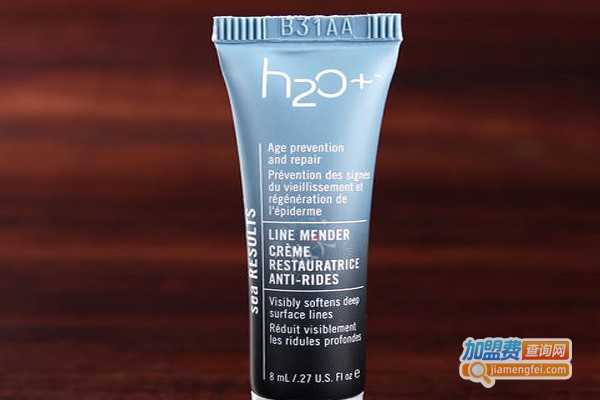 B31AA
h2o+
Age prevention
and repair
Prévention des signes
du vieillissement et
régénération de
l'épiderme
sea RESULTS
LINE MENDER
CRÈME
RESTAURATRICE
ANTI-RIDES
Visibly softens deep
surface lines
Réduit visiblement
les ridules profondes
8 mL/.27 U.S. Fl oz e
加盟费查询网
jiamengfei.com